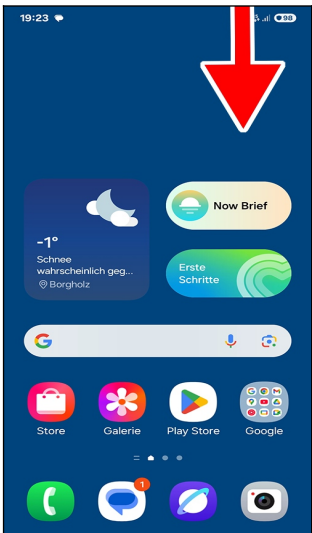 19:23
98
Now Brief
-1°
Schnee
wahrscheinlich geg...
Borgholz
Erste
Schritte
G
Store
Galerie
Play Store
Google
1